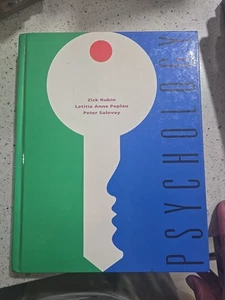 Zick Rubin
Letitia Anne Peplau
Peter Salovey
PSYCHOLOGY